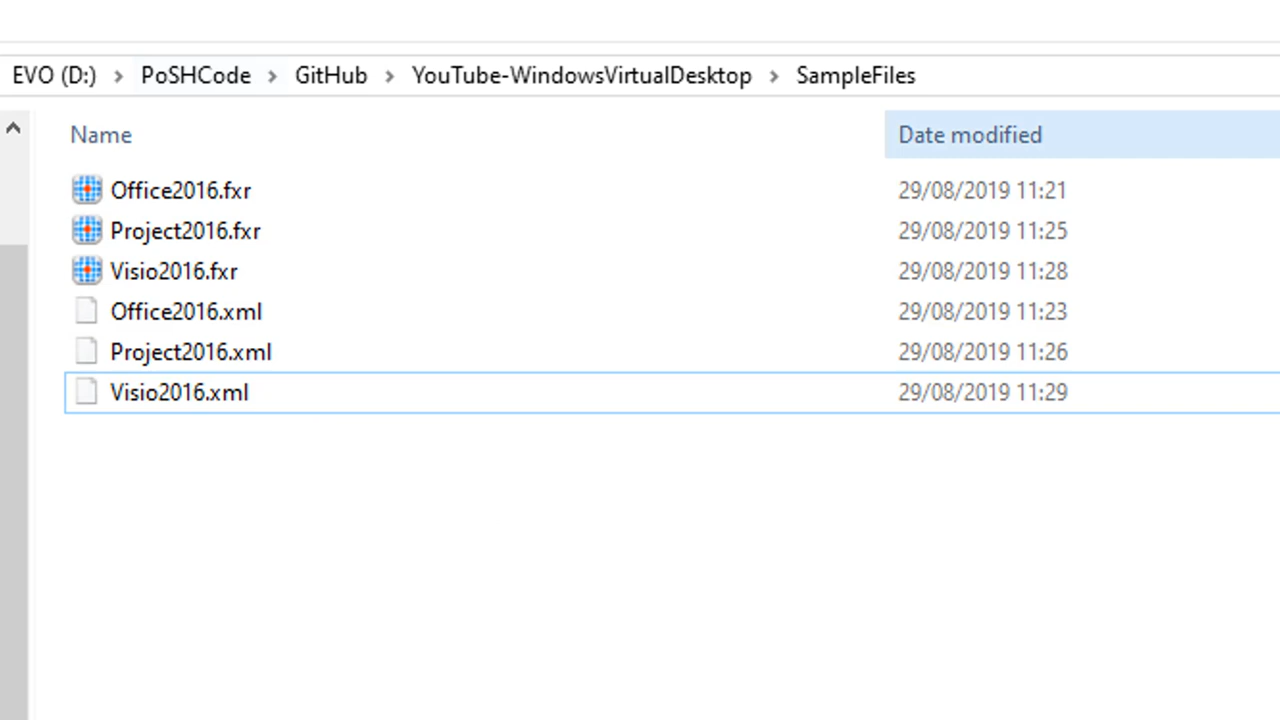 EVO (D:) > PoSHCode > GitHub > YouTube-WindowsVirtualDesktop > SampleFiles
Name Date modified
Office2016.fxr 29/08/2019 11:21
Project2016.fxr 29/08/2019 11:25
Visio2016.fxr 29/08/2019 11:28
Office2016.xml 29/08/2019 11:23
Project2016.xml 29/08/2019 11:26
Visio2016.xml 29/08/2019 11:29